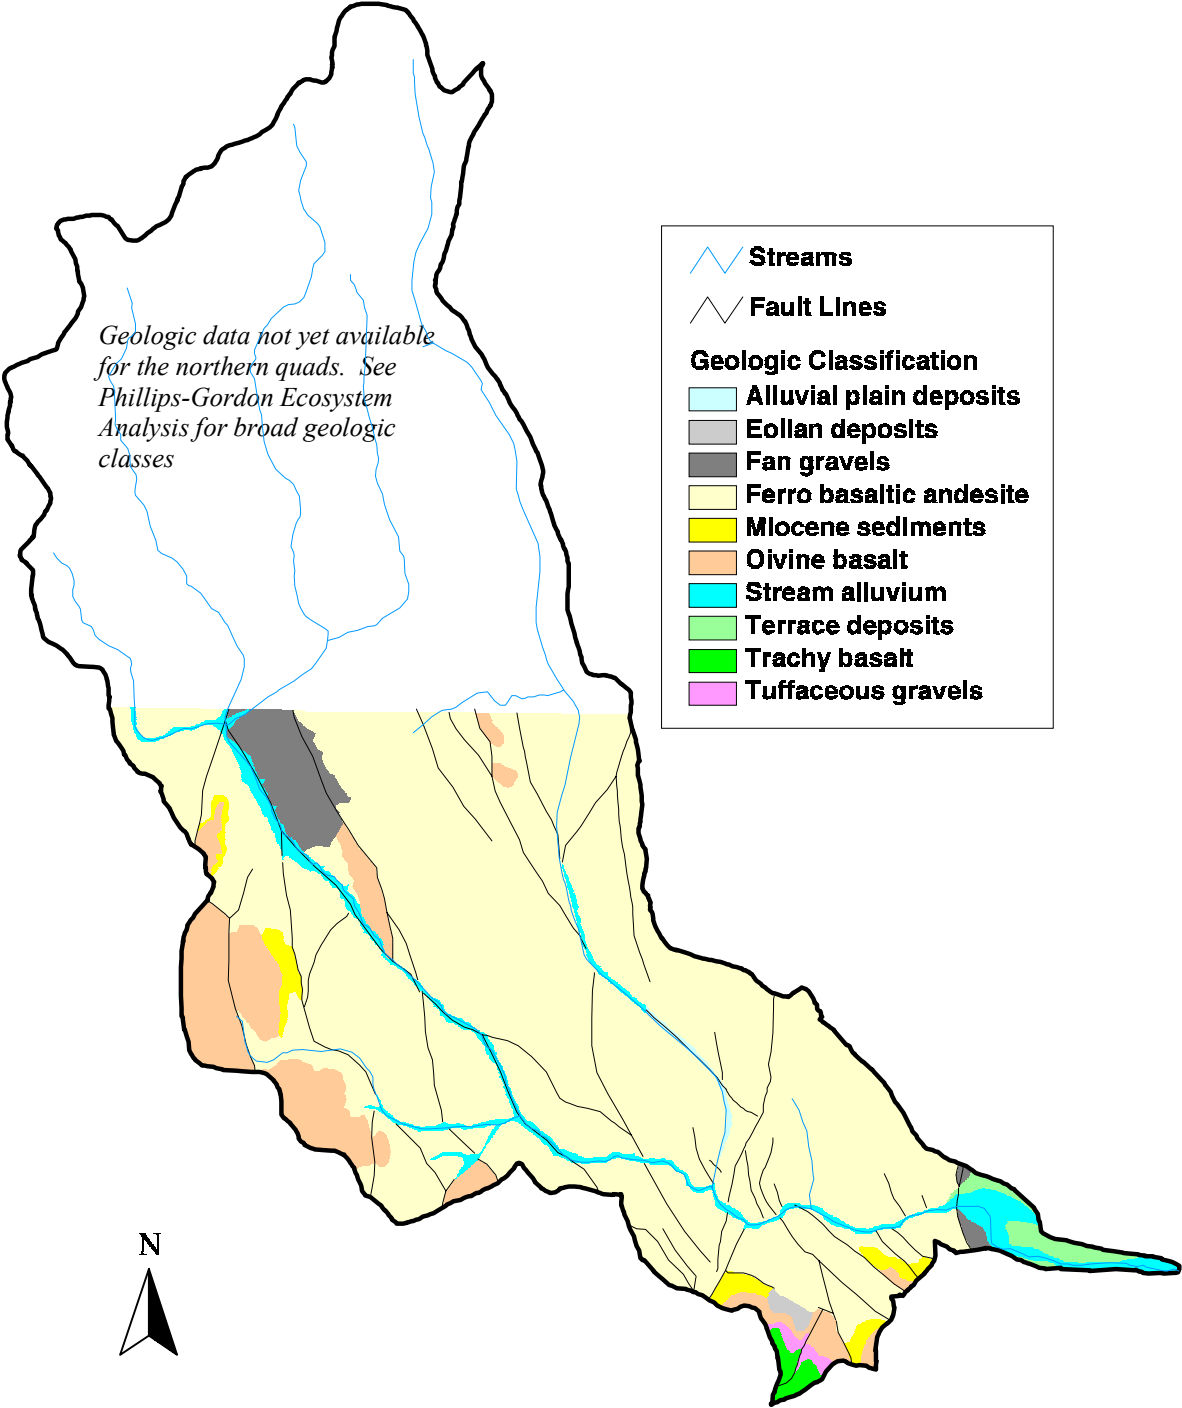 Geologic data not yet available
for the northern quads.  See
Phillips-Gordon Ecosystem
Analysis for broad geologic
classes
Streams
Fault Lines
Geologic Classification
Alluvial plain deposits
Eolian deposits
Fan gravels
Ferro basaltic andesite
Miocene sediments
Oivine basalt
Stream alluvium
Terrace deposits
Trachy basalt
Tuffaceous gravels
N